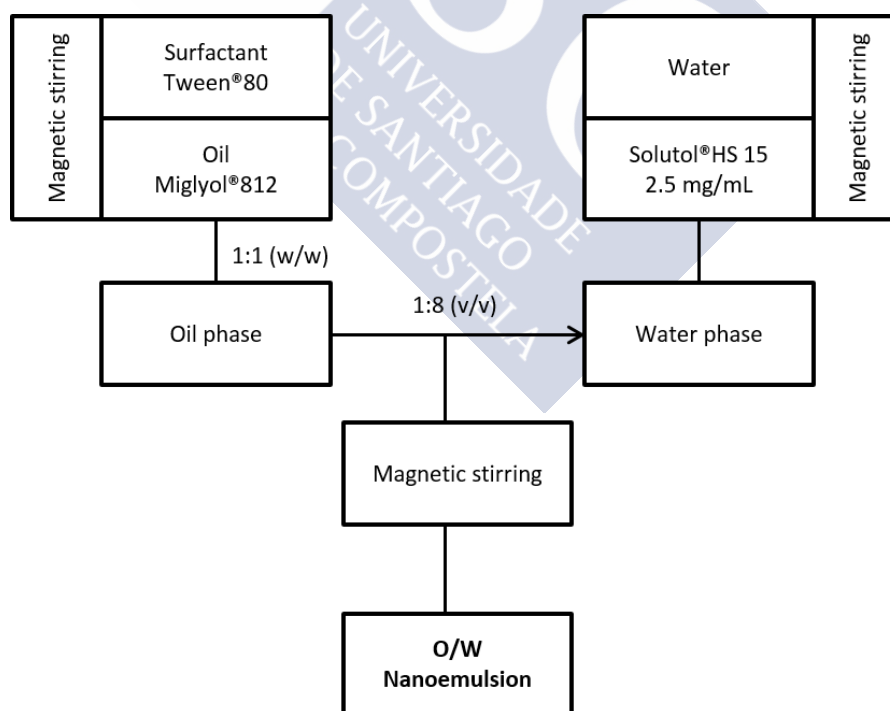 Magnetic stirring
Surfactant
Tween®80
Oil
Miglyol®812
Water
Solutol®HS 15
2.5 mg/mL
Magnetic stirring
UNIVERSIDADE
DE SANTIAGO
COMPOSTELA
1:1 (w/w)
Oil phase
1:8 (v/v)
Water phase
Magnetic stirring
O/W
Nanoemulsion